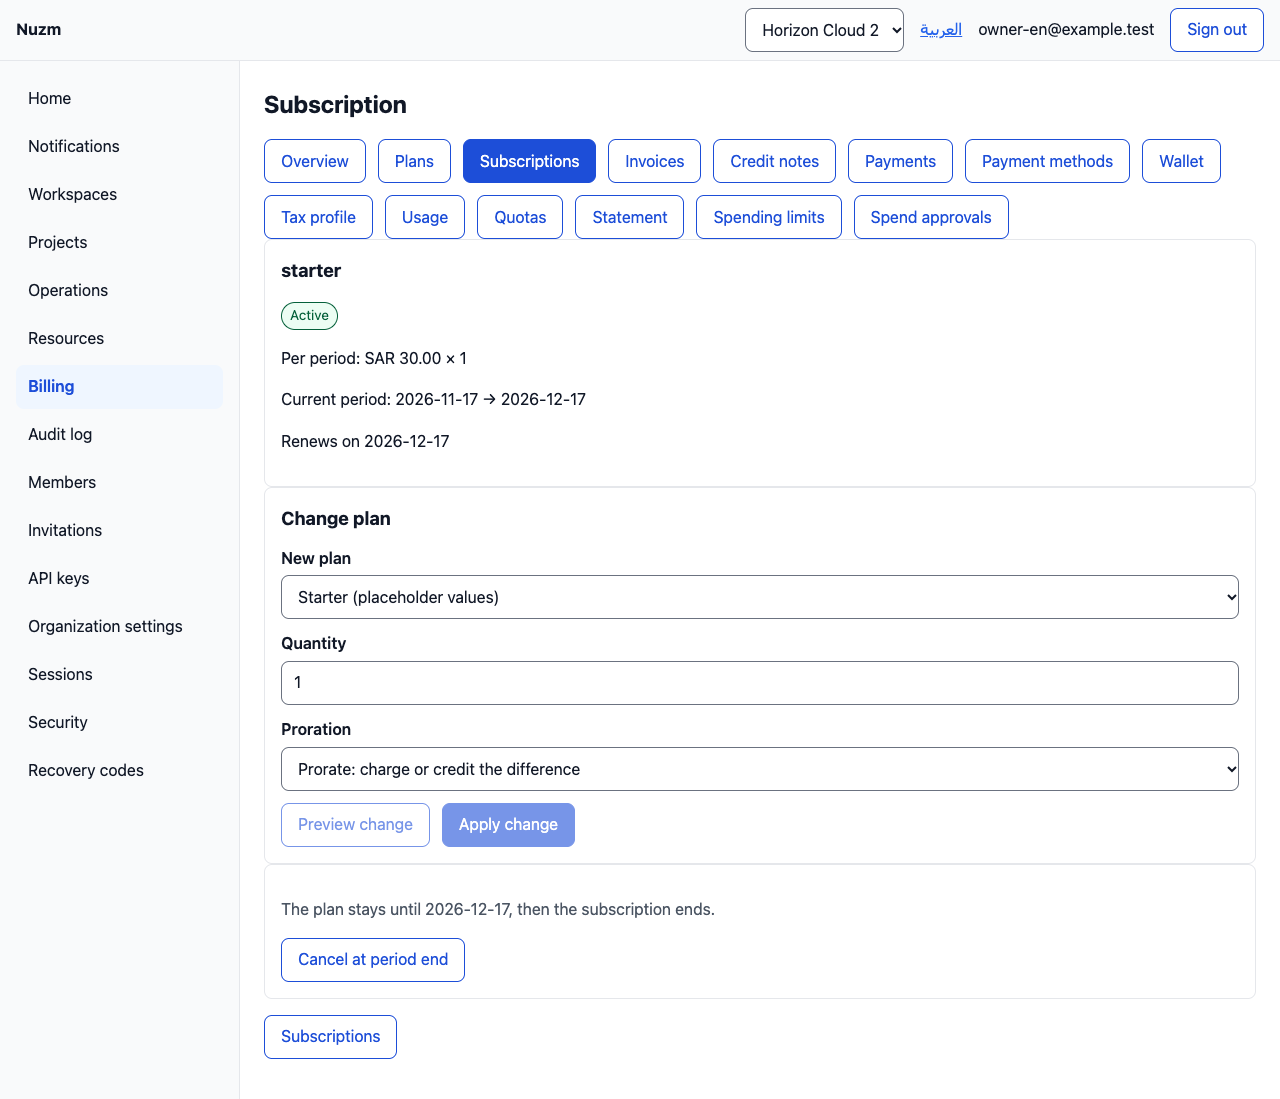 Nuzm
Horizon Cloud 2
العربية
owner-en@example.test
Sign out
Home
Notifications
Workspaces
Projects
Operations
Resources
Billing
Audit log
Members
Invitations
API keys
Organization settings
Sessions
Security
Recovery codes
Subscription
Overview
Plans
Subscriptions
Invoices
Credit notes
Payments
Payment methods
Wallet
Tax profile
Usage
Quotas
Statement
Spending limits
Spend approvals
starter
Active
Per period: SAR 30.00 × 1
Current period: 2026-11-17 → 2026-12-17
Renews on 2026-12-17
Change plan
New plan
Starter (placeholder values)
Quantity
1
Proration
Prorate: charge or credit the difference
Preview change
Apply change
The plan stays until 2026-12-17, then the subscription ends.
Cancel at period end
Subscriptions